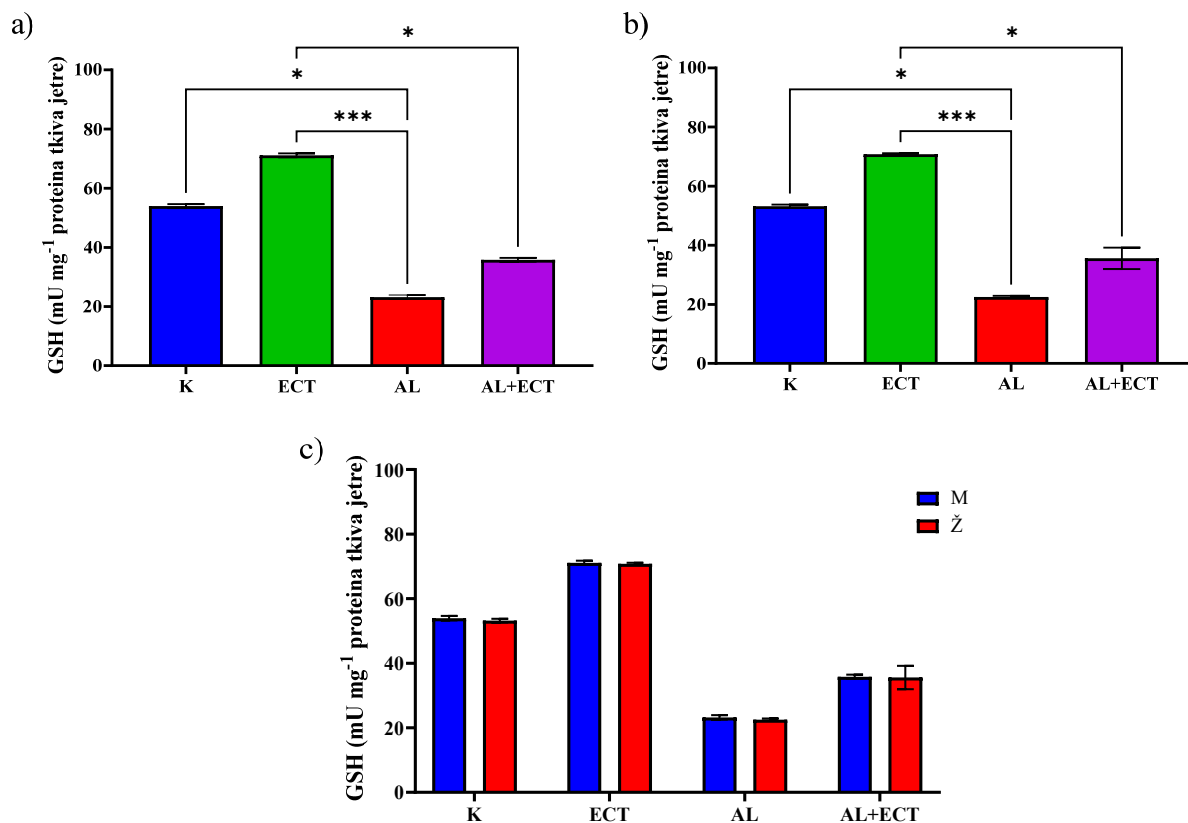 a)
GSH (mU mg⁻¹ proteina tkiva jetre)
100
80
60
40
20
0
*
*
***
K ECT AL AL+ECT
b)
GSH (mU mg⁻¹ proteina tkiva jetre)
100
80
60
40
20
0
*
*
***
K ECT AL AL+ECT
c)
GSH (mU mg⁻¹ proteina tkiva jetre)
100
80
60
40
20
0
M
Ž
K ECT AL AL+ECT